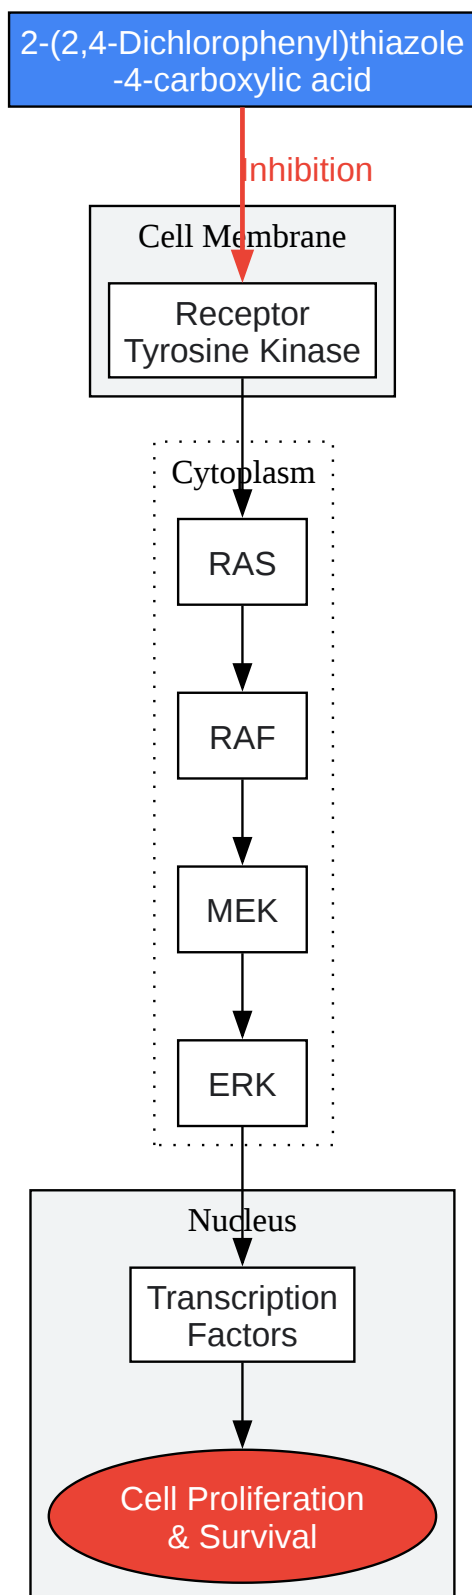 2-(2,4-Dichlorophenyl)thiazole
-4-carboxylic acid
Inhibition
Cell Membrane
Receptor
Tyrosine Kinase
Cytoplasm
RAS
RAF
MEK
ERK
Nucleus
Transcription
Factors
Cell Proliferation
& Survival